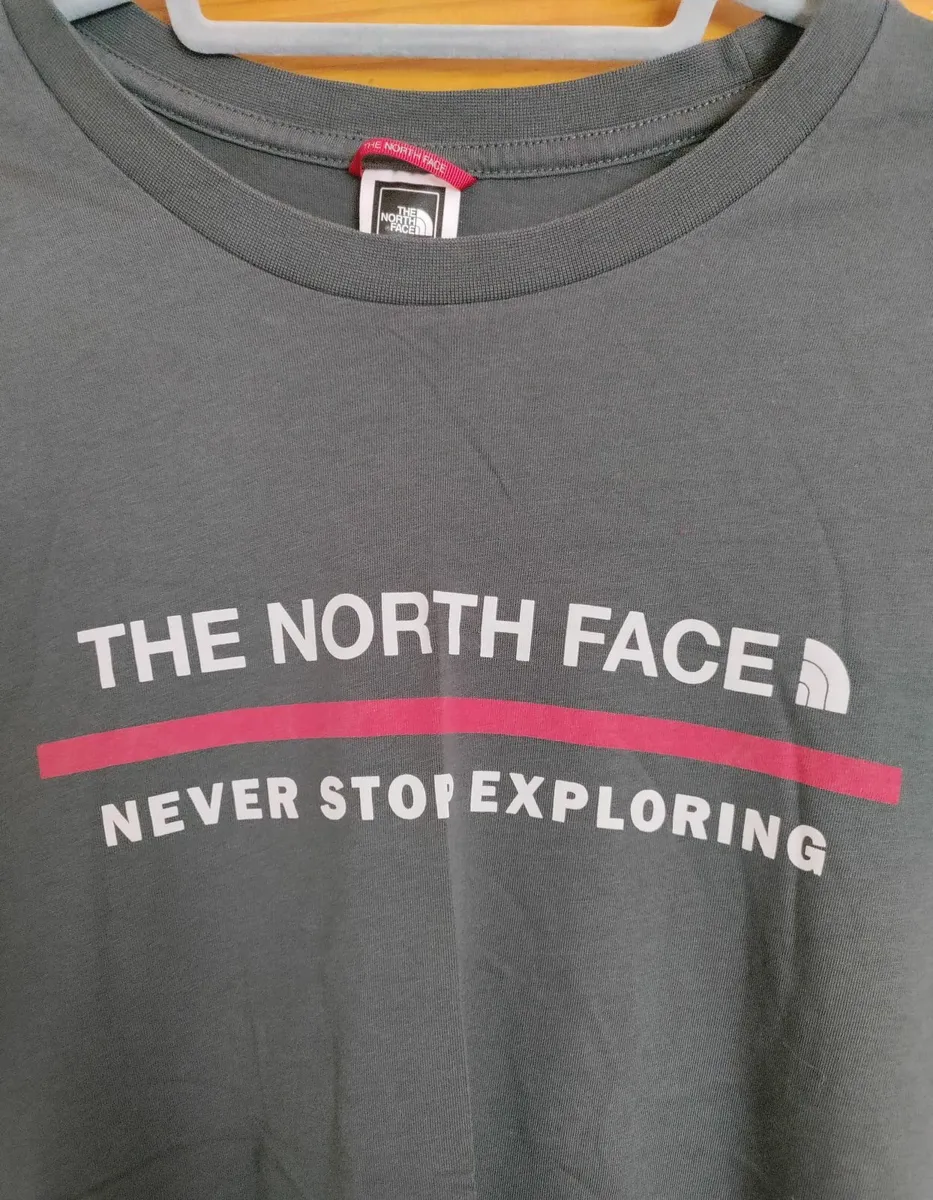 THE NORTH FACE
THE
NORTH
FACE
THE NORTH FACE
NEVER STOP EXPLORING